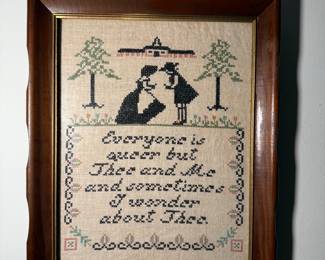 Everyone is
queer but
Thee and Me
and sometimes
I wonder
about Thee.